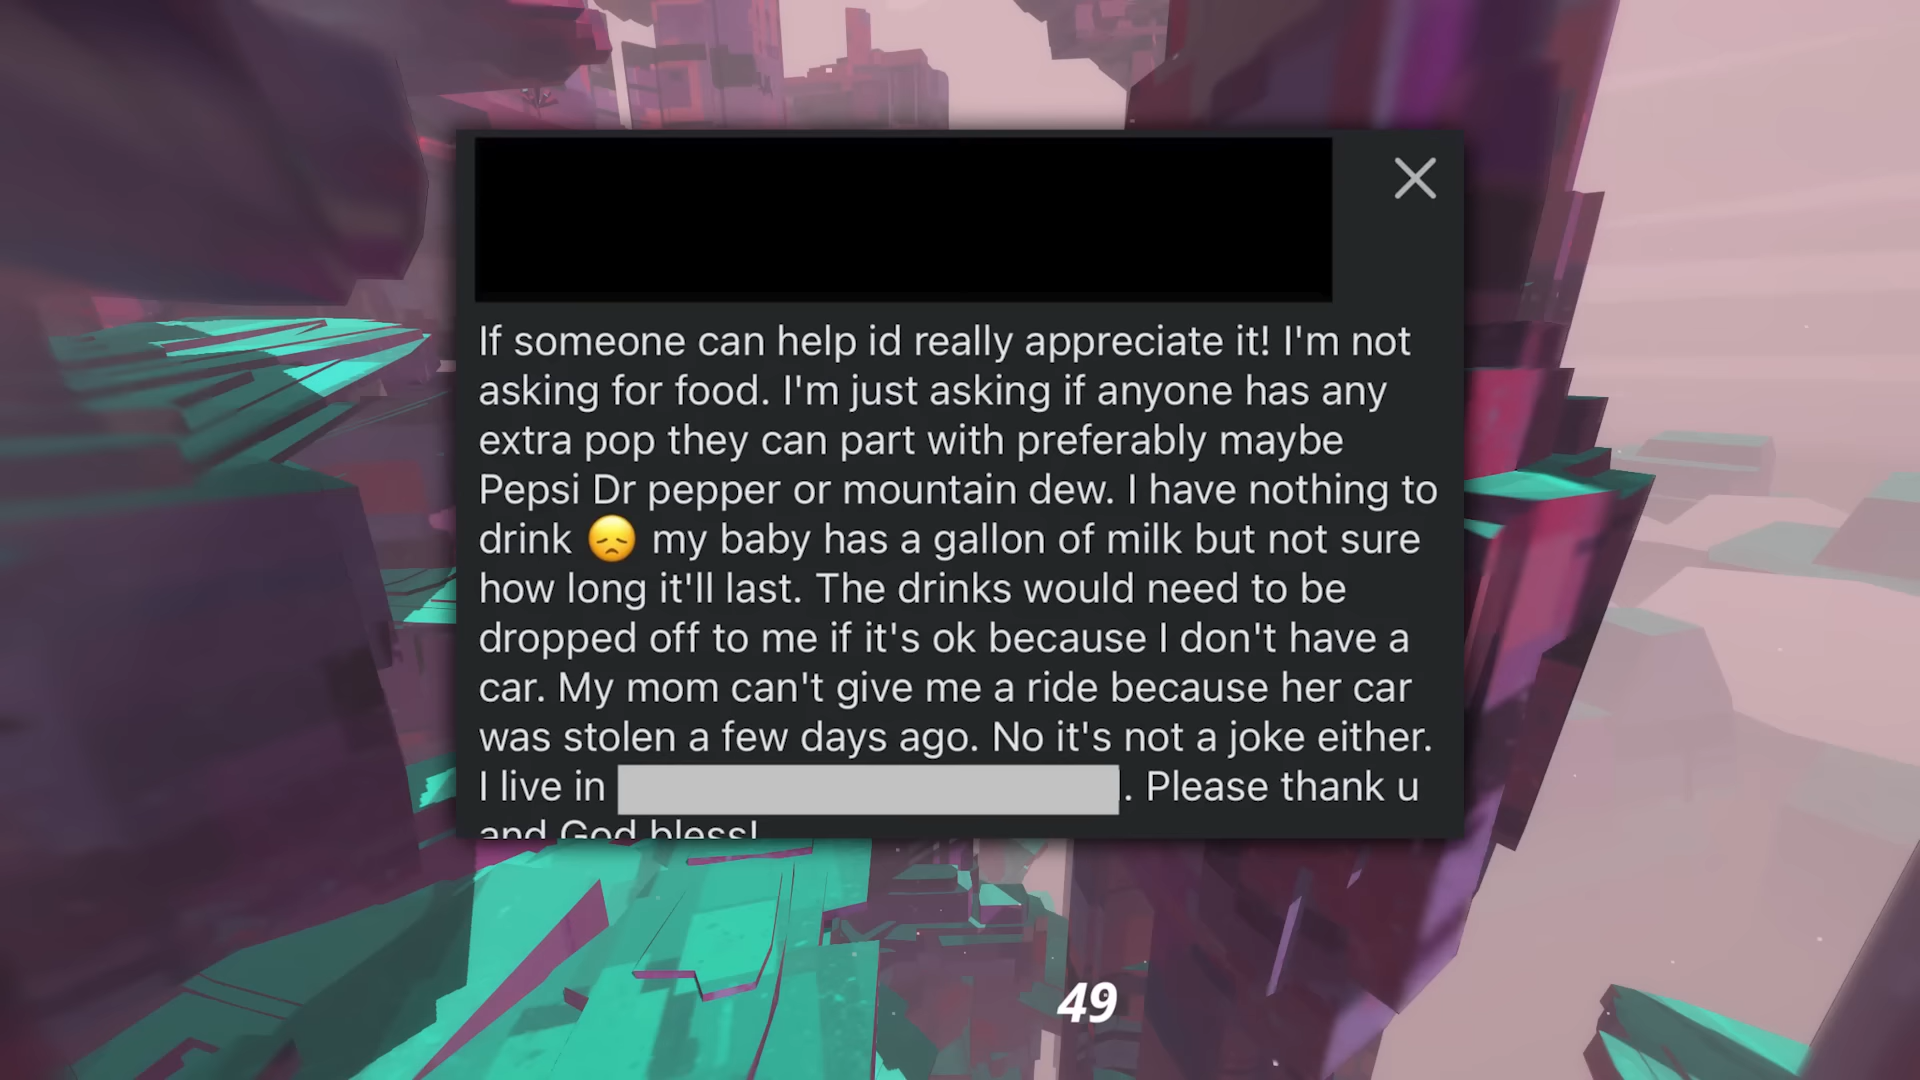 If someone can help id really appreciate it! I'm not
asking for food. I'm just asking if anyone has any
extra pop they can part with preferably maybe
Pepsi Dr pepper or mountain dew. I have nothing to
drink 😞 my baby has a gallon of milk but not sure
how long it'll last. The drinks would need to be
dropped off to me if it's ok because I don't have a
car. My mom can't give me a ride because her car
was stolen a few days ago. No it's not a joke either.
I live in . Please thank u
and God bless!
49